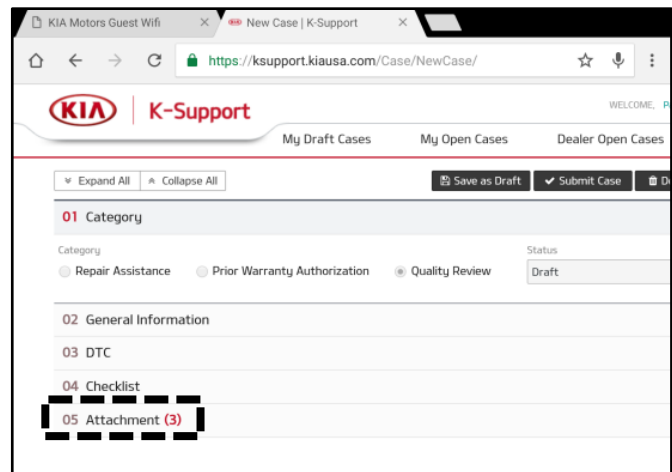 KIA Motors Guest Wifi
New Case | K-Support
https://ksupport.kiausa.com/Case/NewCase/
KIA K-Support
WELCOME,
My Draft Cases My Open Cases Dealer Open Cases
Expand All Collapse All Save as Draft Submit Case
01 Category
Category Status
Repair Assistance Prior Warranty Authorization Quality Review Draft
02 General Information
03 DTC
04 Checklist
05 Attachment (3)